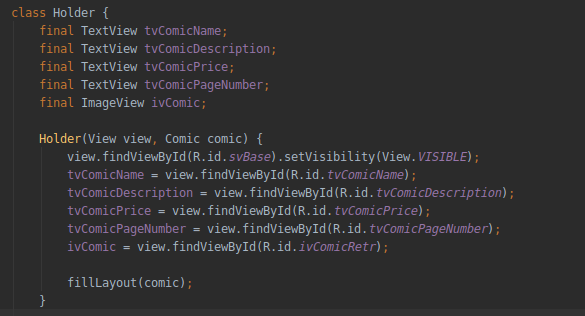 class Holder {
    final TextView tvComicName;
    final TextView tvComicDescription;
    final TextView tvComicPrice;
    final TextView tvComicPageNumber;
    final ImageView ivComic;

    Holder(View view, Comic comic) {
        view.findViewById(R.id.svBase).setVisibility(View.VISIBLE);
        tvComicName = view.findViewById(R.id.tvComicName);
        tvComicDescription = view.findViewById(R.id.tvComicDescription);
        tvComicPrice = view.findViewById(R.id.tvComicPrice);
        tvComicPageNumber = view.findViewById(R.id.tvComicPageNumber);
        ivComic = view.findViewById(R.id.ivComicRetr);

        fillLayout(comic);
    }